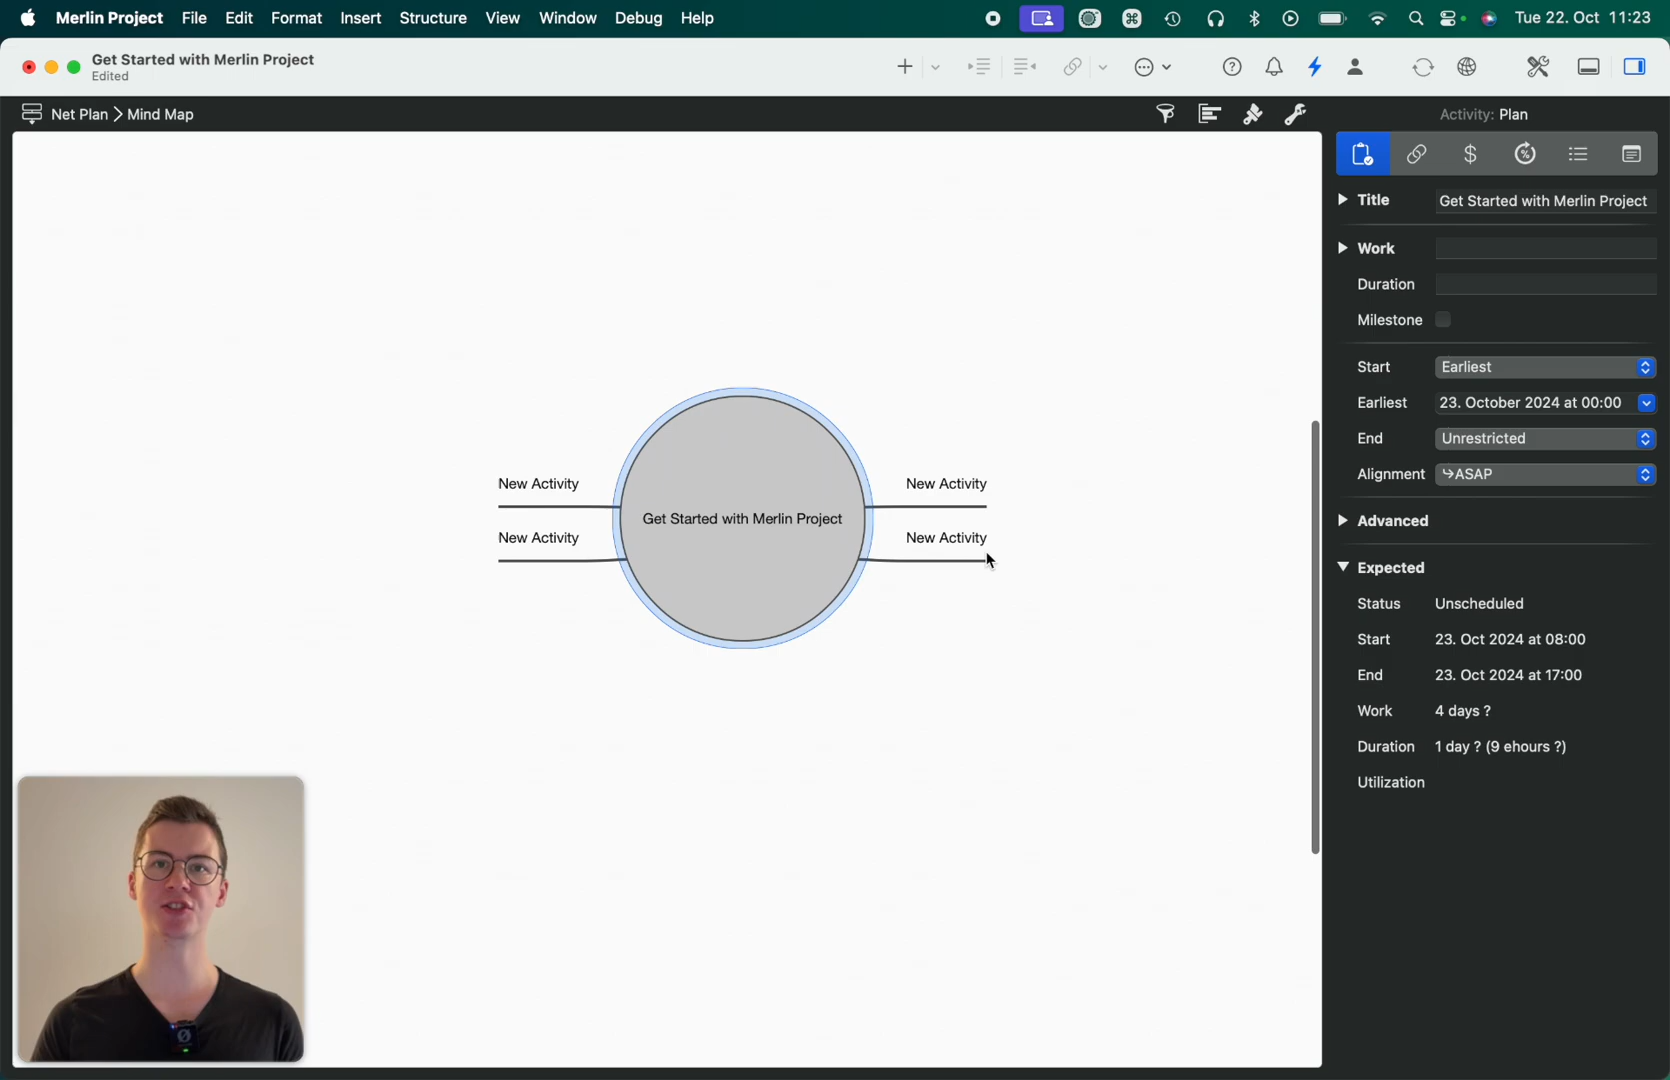 Merlin Project File Edit Format Insert Structure View Window Debug Help Tue 22. Oct 11:23
Get Started with Merlin Project
Edited
Net Plan > Mind Map
Activity: Plan
Title Get Started with Merlin Project
Work
Duration
Milestone
Start Earliest
Earliest 23. October 2024 at 00:00
End Unrestricted
Alignment ↪ASAP
Advanced
Expected
Status Unscheduled
Start 23. Oct 2024 at 08:00
End 23. Oct 2024 at 17:00
Work 4 days ?
Duration 1 day ? (9 ehours ?)
Utilization
New Activity
New Activity
Get Started with Merlin Project
New Activity
New Activity